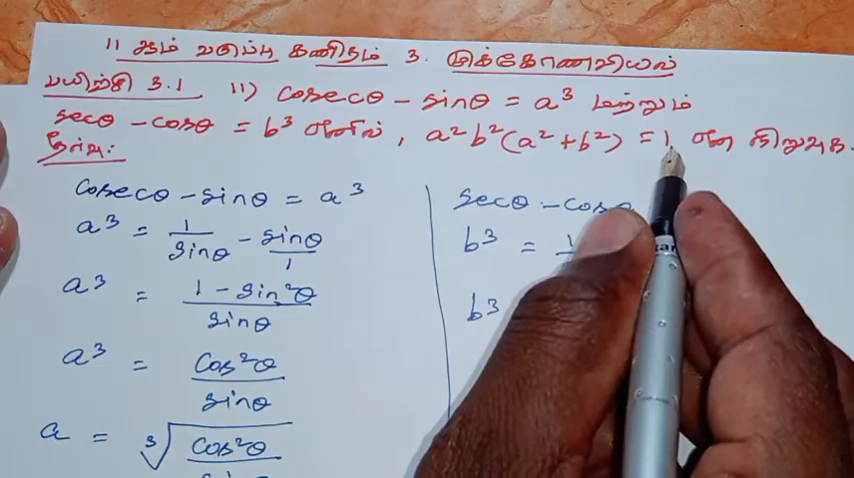 11 ஆம் வகுப்பு கணிதம் 3. முக்கோணவியல்
பயிற்சி 3.1 11) cosecθ - sinθ = a³ மற்றும்
secθ - cosθ = b³ எனில், a²b²(a²+b²) = 1 என நிறுவுக.
தீர்வு:
cosecθ - sinθ = a³
a³ = 1/sinθ - sinθ/1
a³ = 1 - sin²θ/sinθ
a³ = cos²θ/sinθ
a = ³√cos²θ
secθ - cosθ
b³ = 1
b³